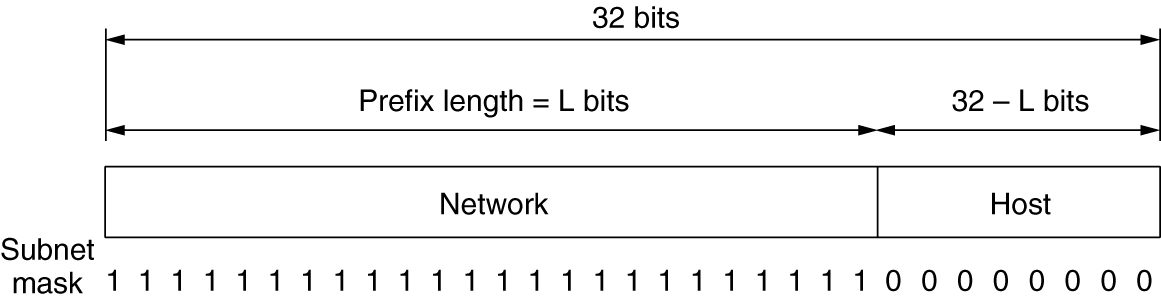 32 bits
Prefix length = L bits
32 – L bits
Network
Host
Subnet
mask
1 1 1 1 1 1 1 1 1 1 1 1 1 1 1 1 1 1 1 1 1 1 1 1 0 0 0 0 0 0 0 0